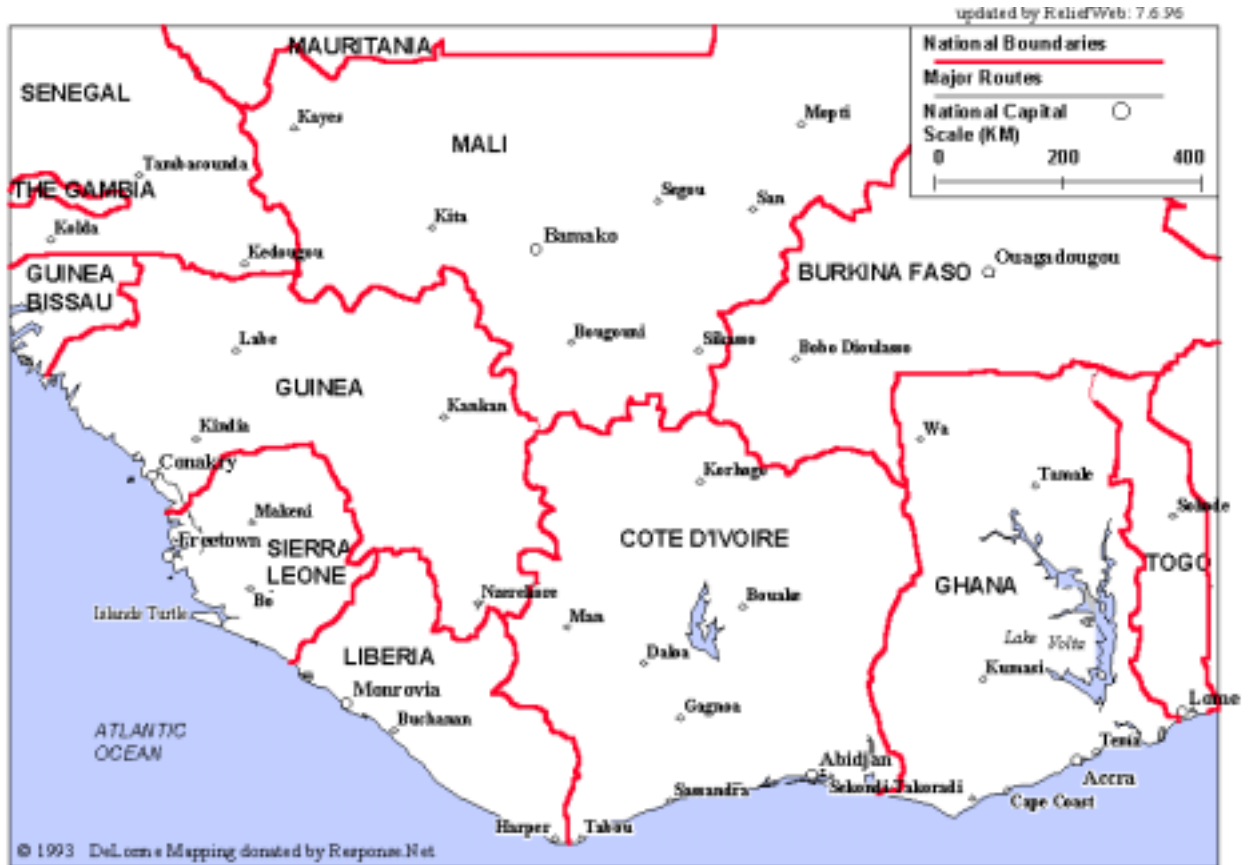 updated by ReliefWeb: 7.6.96
National Boundaries
Major Routes
National Capital
Scale (KM)
0 200 400
MAURITANIA
SENEGAL
Kayes
Mopti
MALI
Tambacounda
THE GAMBIA
Segou
San
Kolda
Kita
Bamako
Kedougou
Ouagadougou
GUINEA
BISSAU
BURKINA FASO
Labe
Bougouni
Sikasso
Bobo Dioulasso
GUINEA
Kankan
Kindia
Wa
Conakry
Korhogo
Tamale
Makeni
Sokode
Freetown
SIERRA
LEONE
COTE D'IVOIRE
TOGO
GHANA
Bo
Nzerekore
Bouake
Islands Turtle
Man
Lake Volta
LIBERIA
Daloa
Kumasi
Monrovia
Lome
Gagnoa
Buchanan
ATLANTIC
OCEAN
Tema
Abidjan
Accra
Sassandra
Sekondi-Takoradi
Cape Coast
Harper
Tabou
© 1993 DeLorme Mapping donated by Response.Net